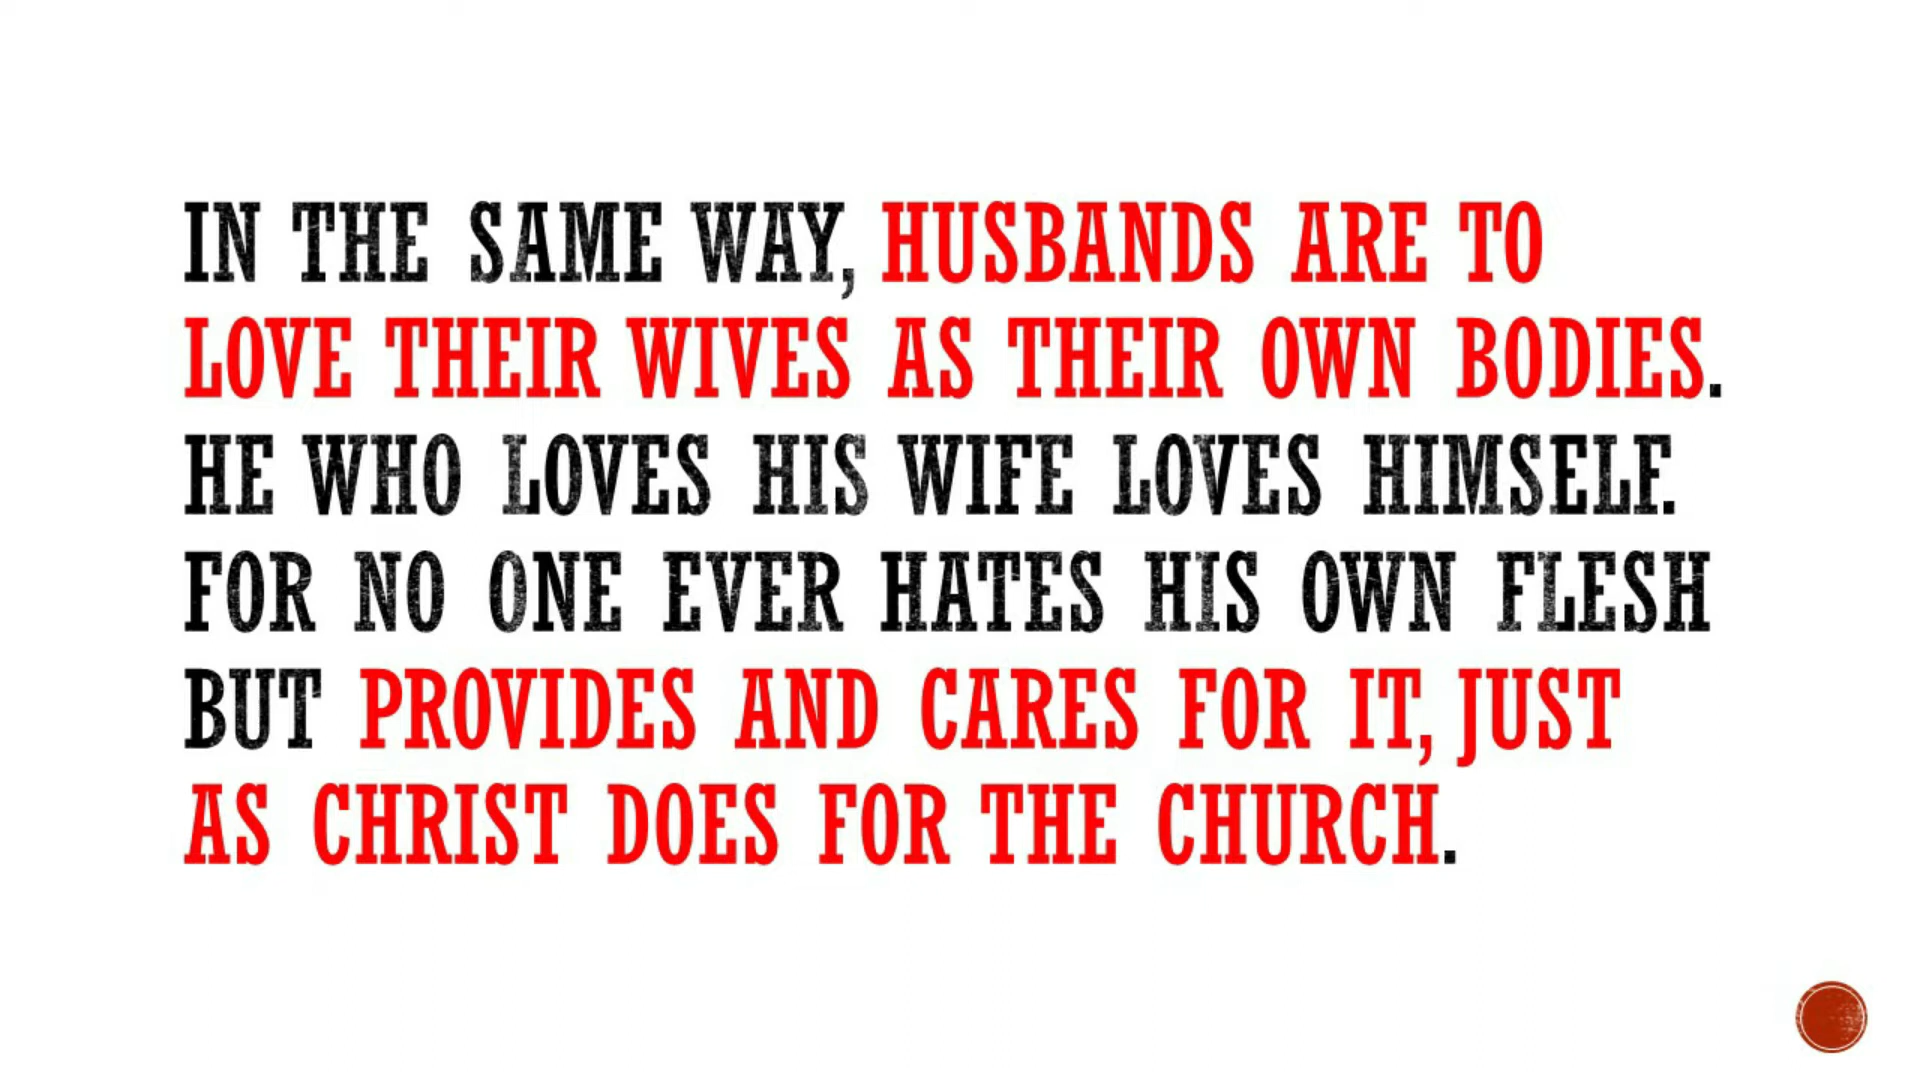 IN THE SAME WAY, HUSBANDS ARE TO
LOVE THEIR WIVES AS THEIR OWN BODIES.
HE WHO LOVES HIS WIFE LOVES HIMSELF.
FOR NO ONE EVER HATES HIS OWN FLESH
BUT PROVIDES AND CARES FOR IT, JUST
AS CHRIST DOES FOR THE CHURCH.